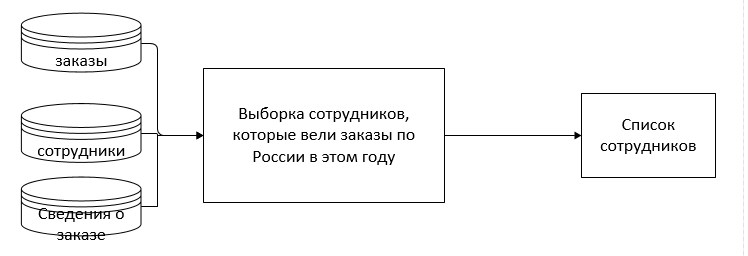 заказы
сотрудники
Сведения о
заказе
Выборка сотрудников,
которые вели заказы по
России в этом году
Список
сотрудников